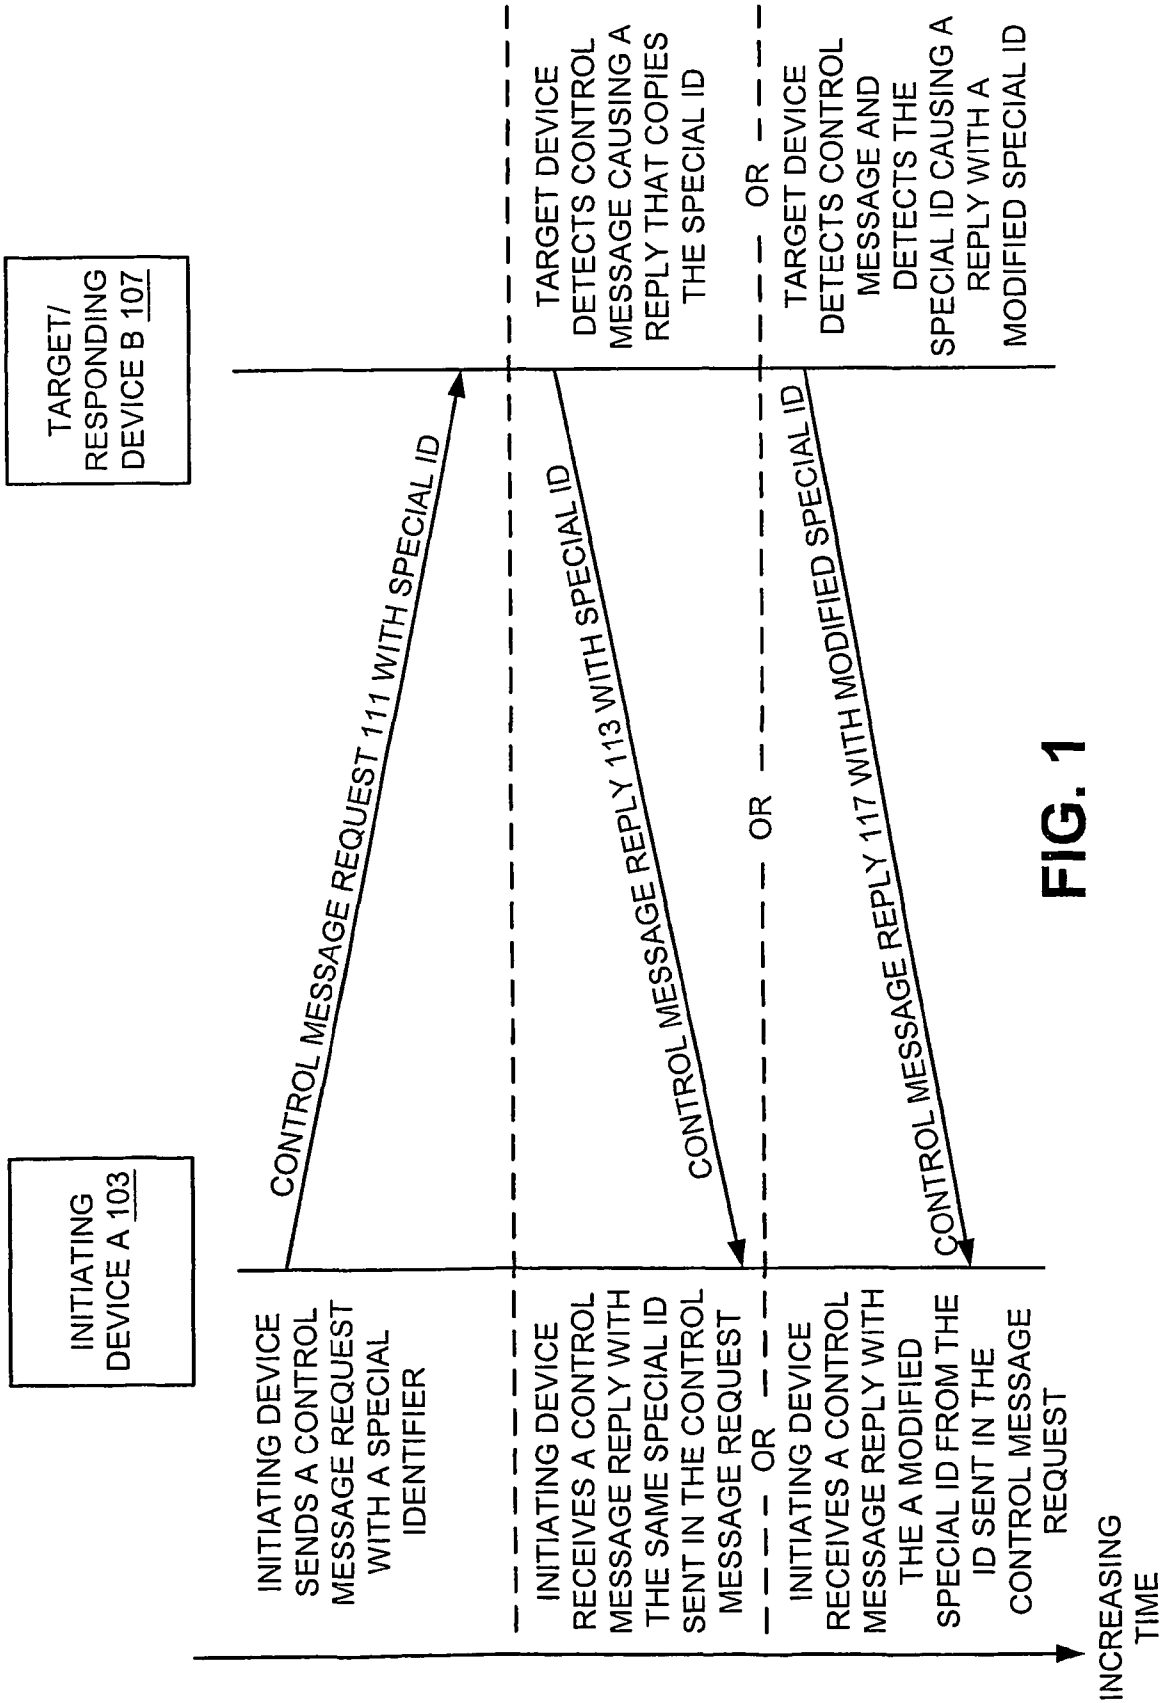 INITIATING
DEVICE A 103
TARGET/
RESPONDING
DEVICE B 107
INITIATING DEVICE
SENDS A CONTROL
MESSAGE REQUEST
WITH A SPECIAL
IDENTIFIER
CONTROL MESSAGE REQUEST 111 WITH SPECIAL ID
INITIATING DEVICE
RECEIVES A CONTROL
MESSAGE REPLY WITH
THE SAME SPECIAL ID
SENT IN THE CONTROL
MESSAGE REQUEST
CONTROL MESSAGE REPLY 113 WITH SPECIAL ID
TARGET DEVICE
DETECTS CONTROL
MESSAGE CAUSING A
REPLY THAT COPIES
THE SPECIAL ID
OR
OR
OR
INITIATING DEVICE
RECEIVES A CONTROL
MESSAGE REPLY WITH
THE A MODIFIED
SPECIAL ID FROM THE
ID SENT IN THE
CONTROL MESSAGE
REQUEST
CONTROL MESSAGE REPLY 117 WITH MODIFIED SPECIAL ID
TARGET DEVICE
DETECTS CONTROL
MESSAGE AND
DETECTS THE
SPECIAL ID CAUSING A
REPLY WITH A
MODIFIED SPECIAL ID
INCREASING
TIME
FIG. 1